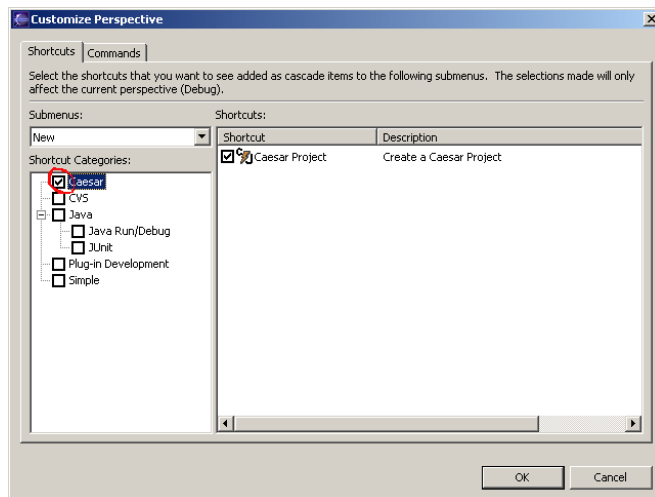 Customize Perspective
Shortcuts Commands
Select the shortcuts that you want to see added as cascade items to the following submenus. The selections made will only
affect the current perspective (Debug).
Submenus:
New
Shortcut Categories:
Caesar
CVS
Java
Java Run/Debug
JUnit
Plug-in Development
Simple
Shortcuts:
Shortcut Description
Caesar Project Create a Caesar Project
OK Cancel